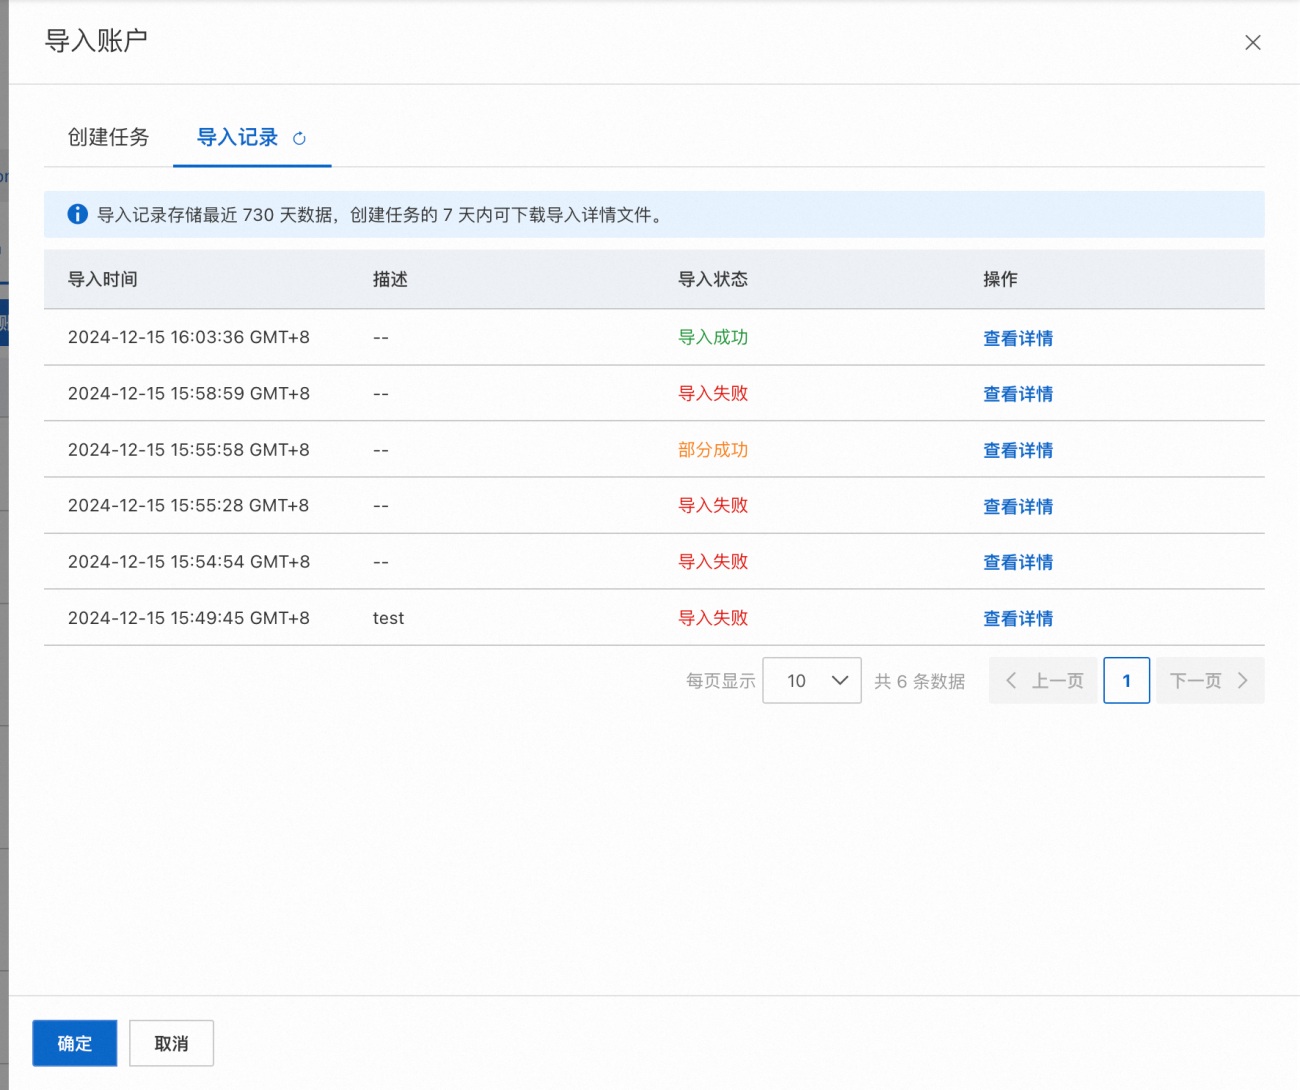 导入账户
创建任务 导入记录
导入记录存储最近 730 天数据，创建任务的 7 天内可下载导入详情文件。
导入时间 描述 导入状态 操作
2024-12-15 16:03:36 GMT+8 -- 导入成功 查看详情
2024-12-15 15:58:59 GMT+8 -- 导入失败 查看详情
2024-12-15 15:55:58 GMT+8 -- 部分成功 查看详情
2024-12-15 15:55:28 GMT+8 -- 导入失败 查看详情
2024-12-15 15:54:54 GMT+8 -- 导入失败 查看详情
2024-12-15 15:49:45 GMT+8 test 导入失败 查看详情
每页显示 10 共 6 条数据 上一页 1 下一页
确定 取消